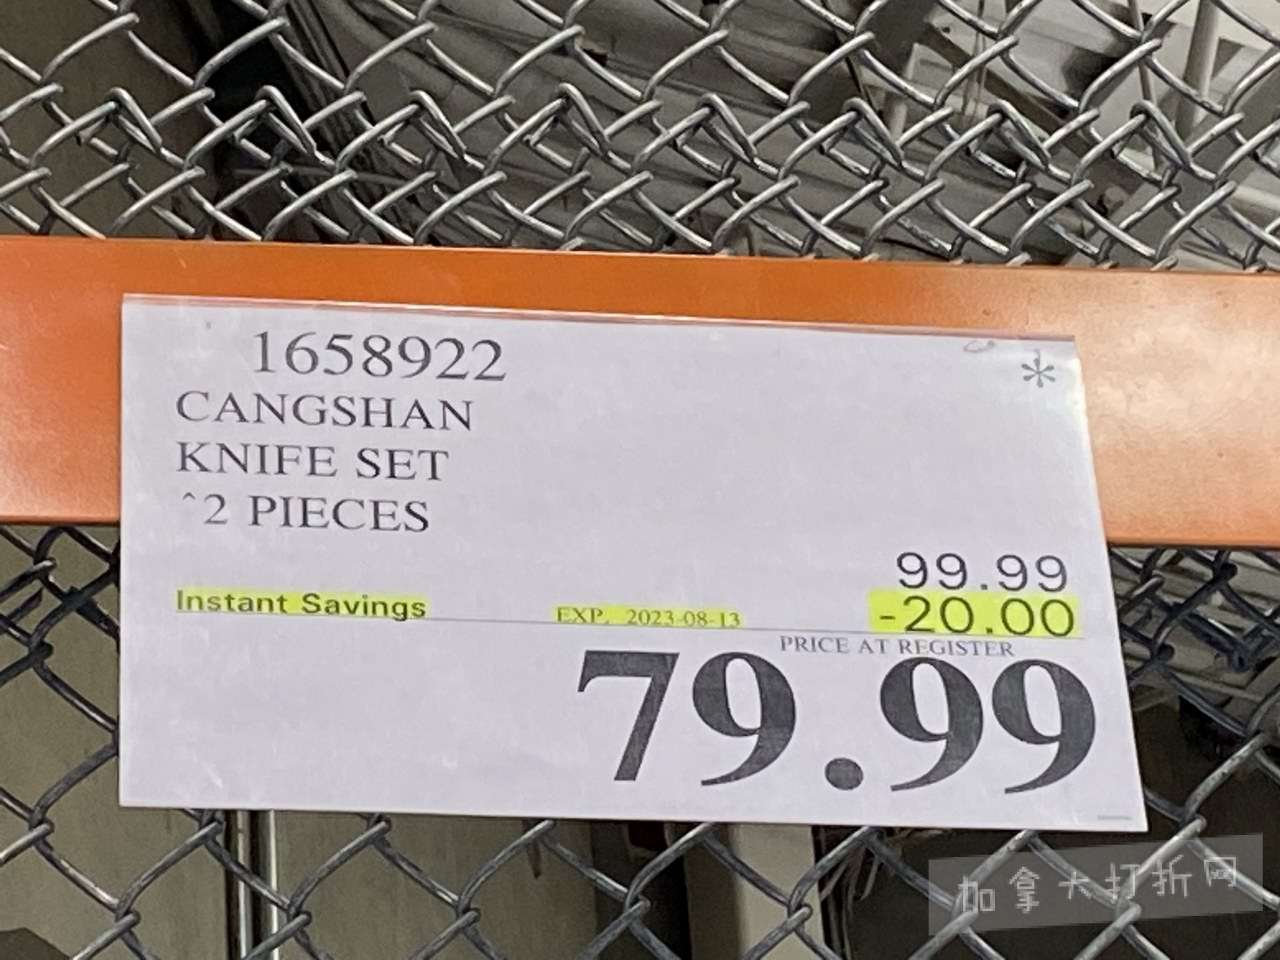 1658922
*
CANGSHAN
KNIFE SET
^2 PIECES
99.99
Instant Savings EXP. 2023-08-13 -20.00
PRICE AT REGISTER
79.99
加拿大打折网